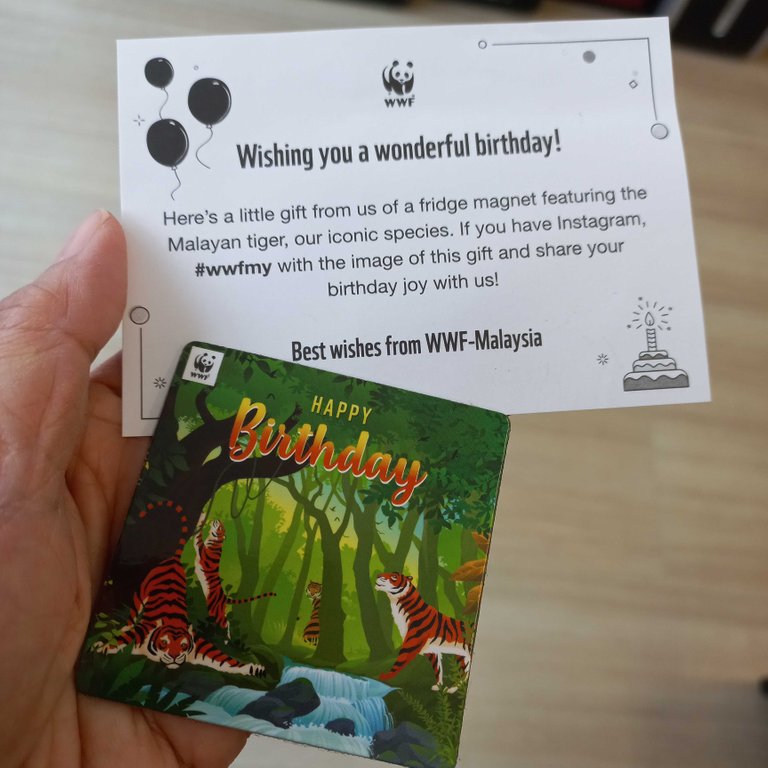 WWF
Wishing you a wonderful birthday!
Here's a little gift from us of a fridge magnet featuring the
Malayan tiger, our iconic species. If you have Instagram,
#wwfmy with the image of this gift and share your
birthday joy with us!
Best wishes from WWF-Malaysia
WWF
HAPPY
Birthday